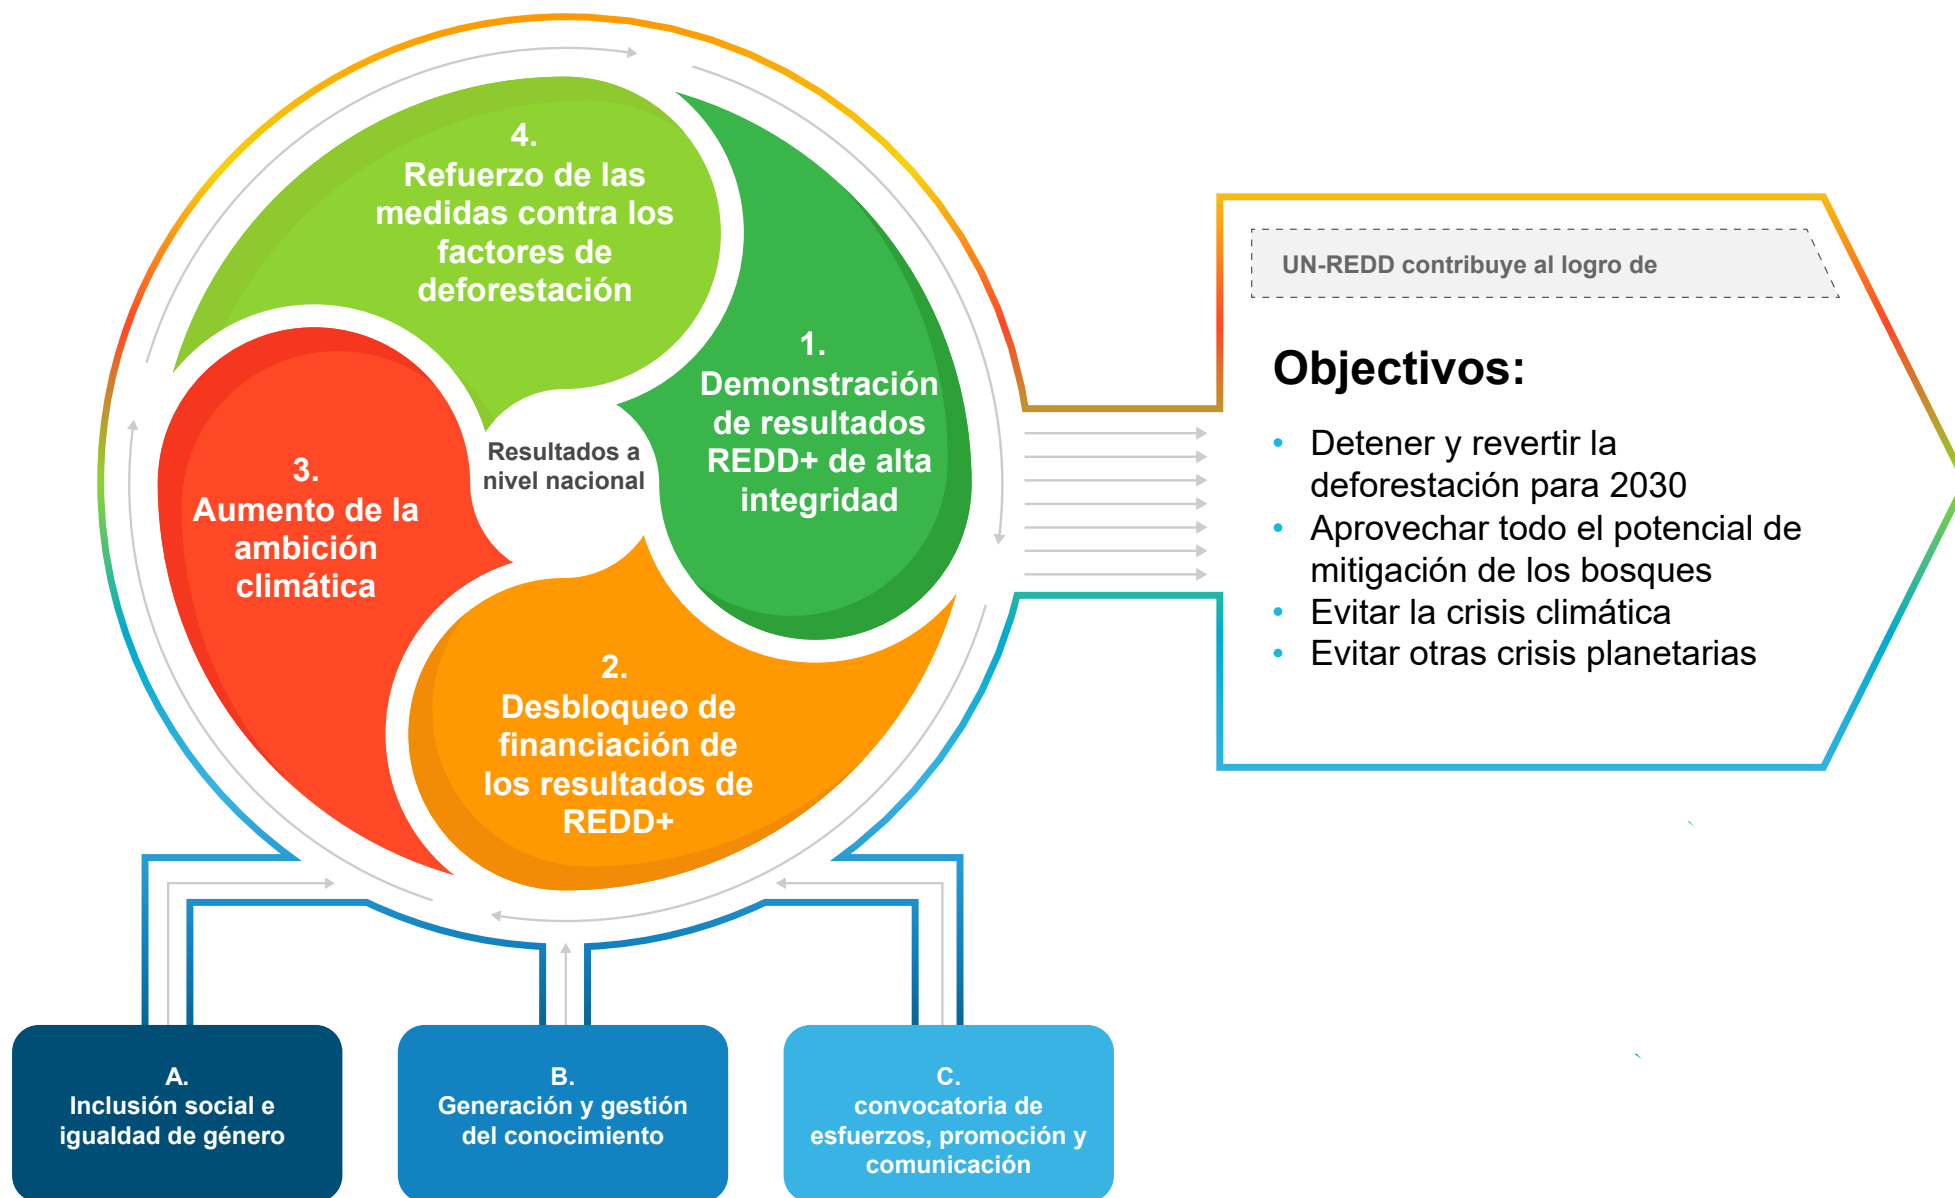 4.
Refuerzo de las
medidas contra los
factores de
deforestación
1.
Demonstración
de resultados
REDD+ de alta
integridad
Resultados a
nivel nacional
3.
Aumento de la
ambición
climática
2.
Desbloqueo de
financiación de
los resultados de
REDD+
UN-REDD contribuye al logro de
Objectivos:
• Detener y revertir la
deforestación para 2030
• Aprovechar todo el potencial de
mitigación de los bosques
• Evitar la crisis climática
• Evitar otras crisis planetarias
A.
Inclusión social e
igualdad de género
B.
Generación y gestión
del conocimiento
C.
convocatoria de
esfuerzos, promoción y
comunicación